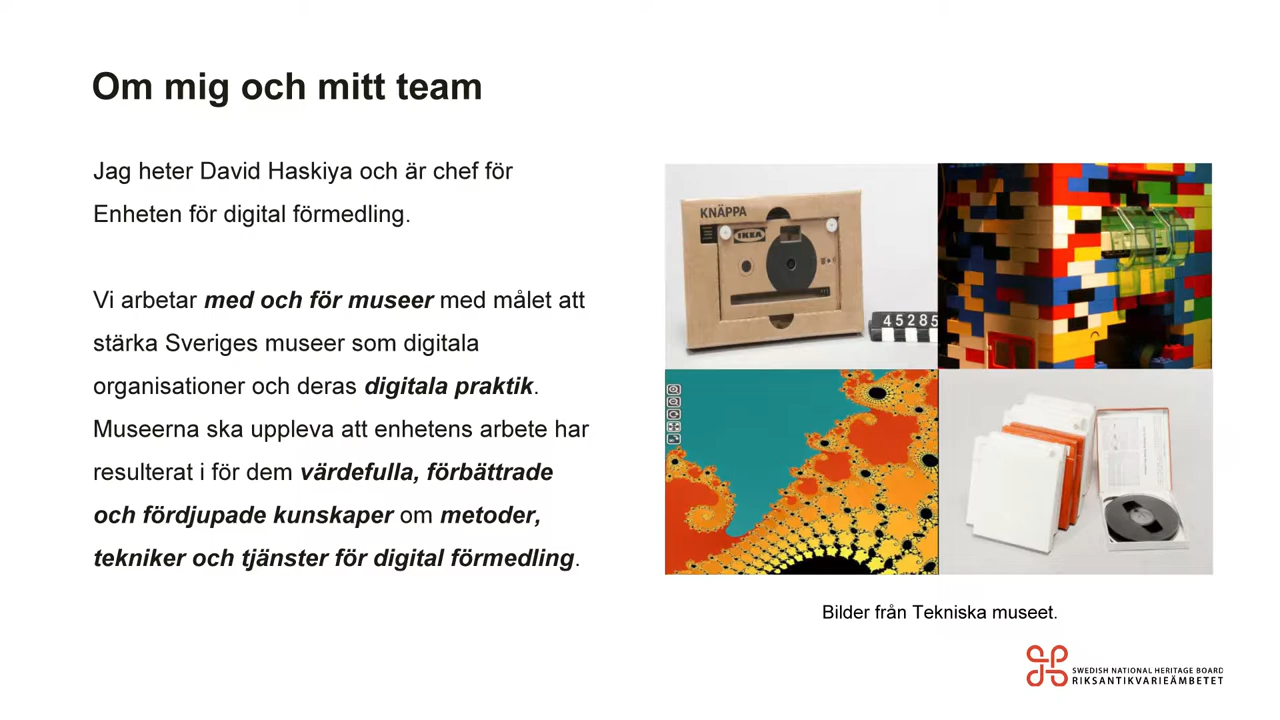 Om mig och mitt team
Jag heter David Haskiya och är chef för
Enheten för digital förmedling.
Vi arbetar med och för museer med målet att
stärka Sveriges museer som digitala
organisationer och deras digitala praktik.
Museerna ska uppleva att enhetens arbete har
resulterat i för dem värdefulla, förbättrade
och fördjupade kunskaper om metoder,
tekniker och tjänster för digital förmedling.
KNÄPPA
IKEA
45285
Bilder från Tekniska museet.
SWEDISH NATIONAL HERITAGE BOARD
RIKSANTIKVARIEÄMBETET